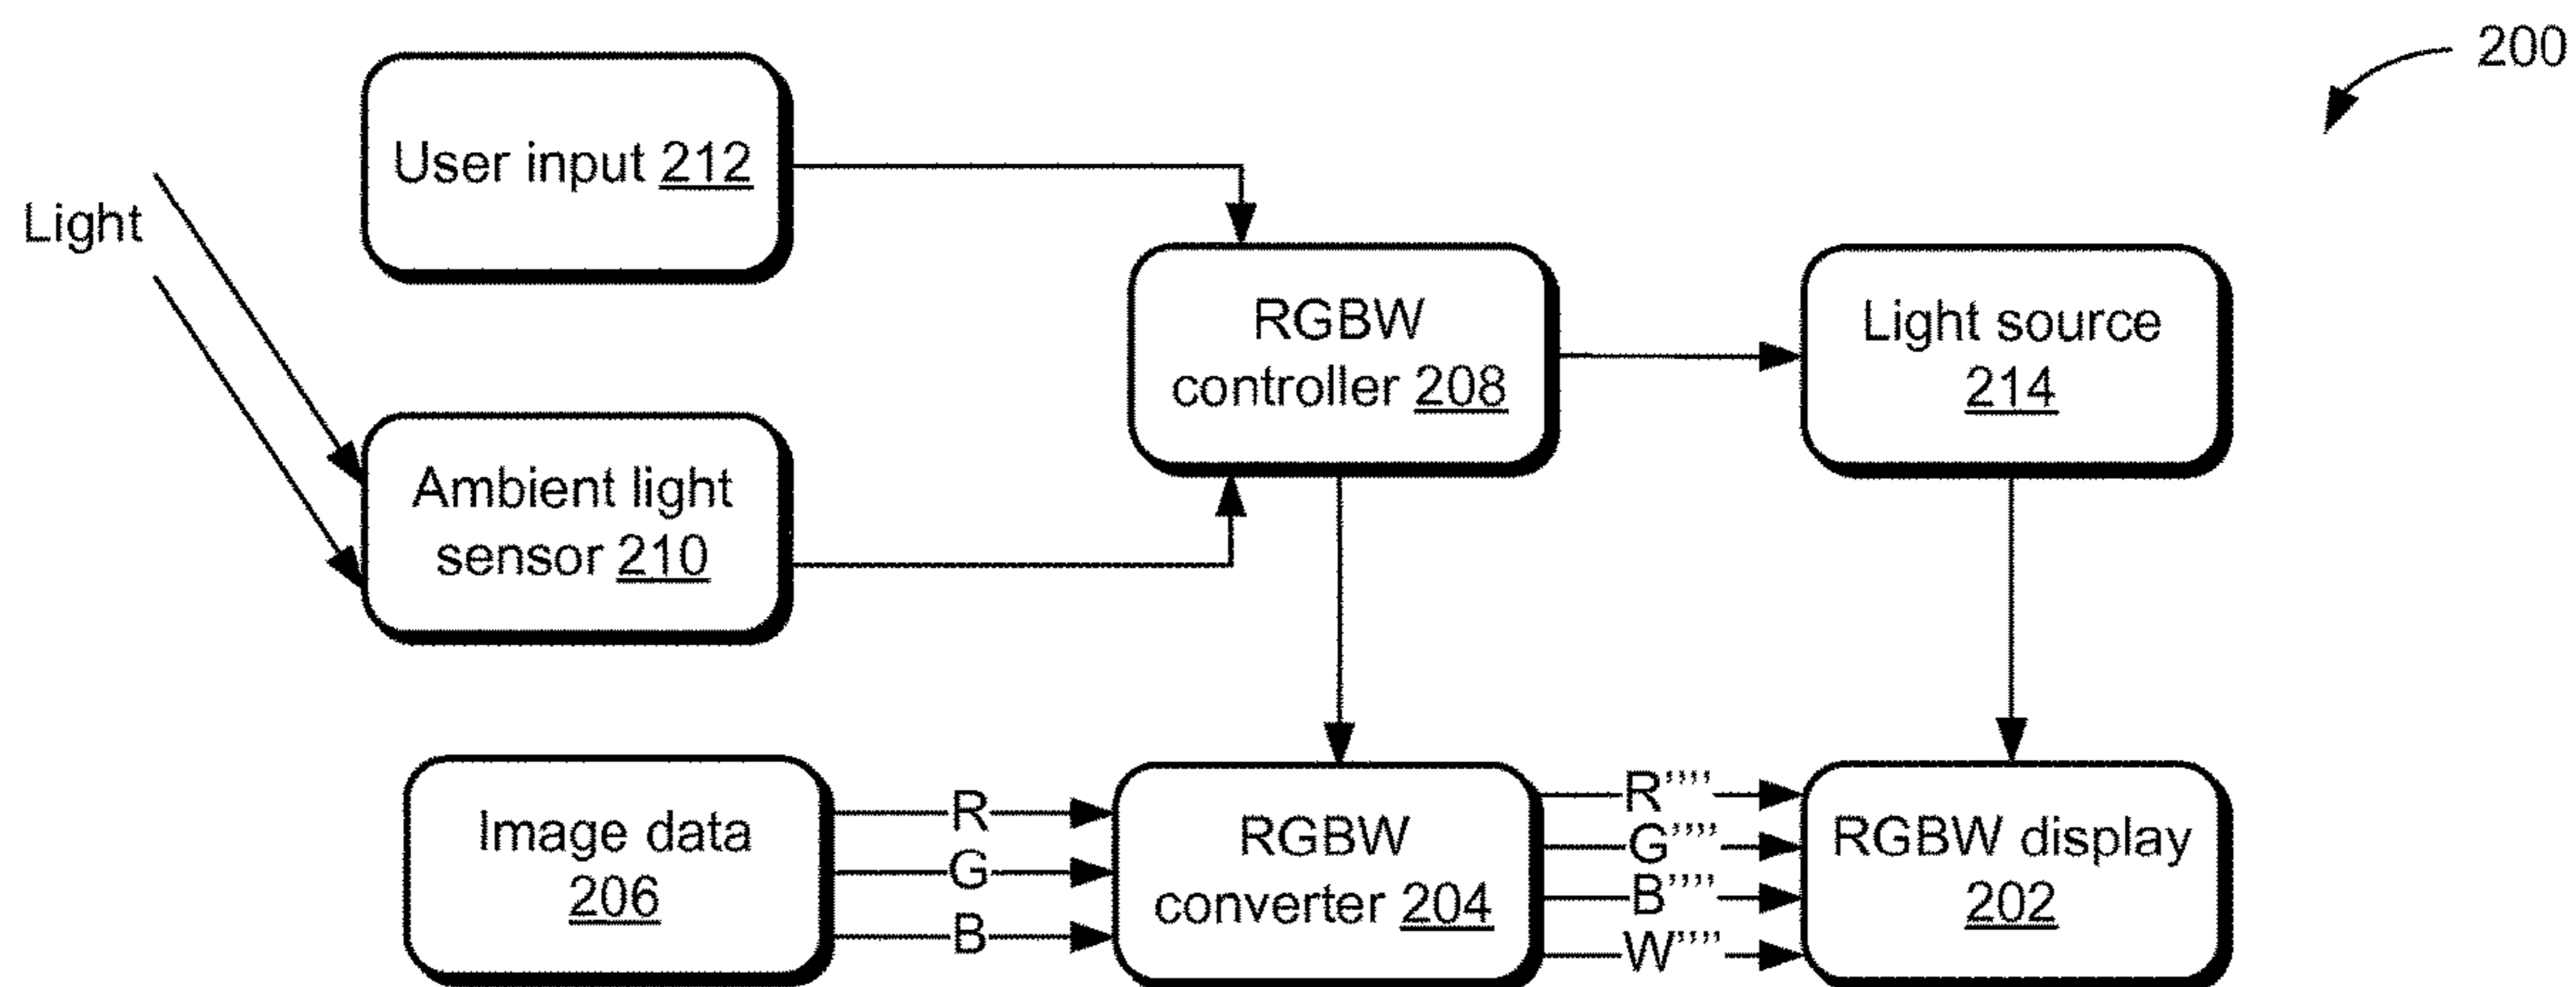 200
User input 212
Light
RGBW
controller 208
Light source
214
Ambient light
sensor 210
Image data
206
R
G
B
RGBW
converter 204
R’’’’
G’’’’
B’’’’
W’’’’
RGBW display
202